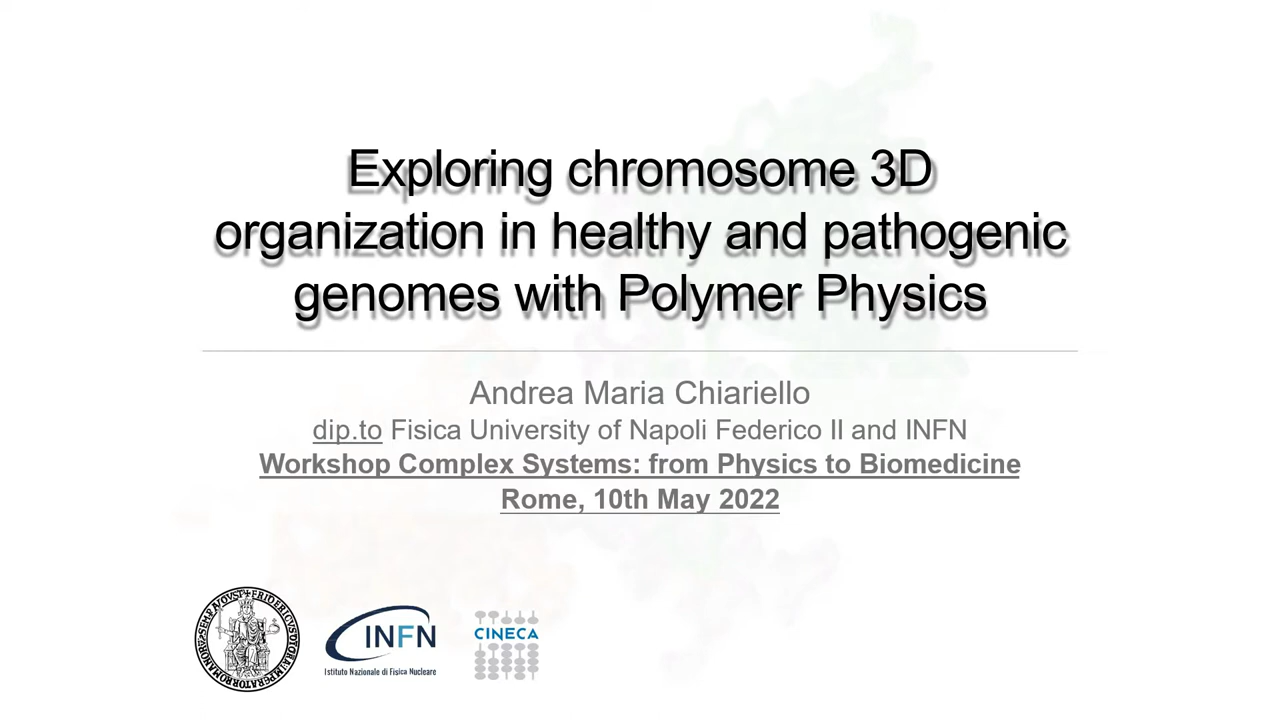 Exploring chromosome 3D
organization in healthy and pathogenic
genomes with Polymer Physics
Andrea Maria Chiariello
dip.to Fisica University of Napoli Federico II and INFN
Workshop Complex Systems: from Physics to Biomedicine
Rome, 10th May 2022
INFN
Istituto Nazionale di Fisica Nucleare
CINECA